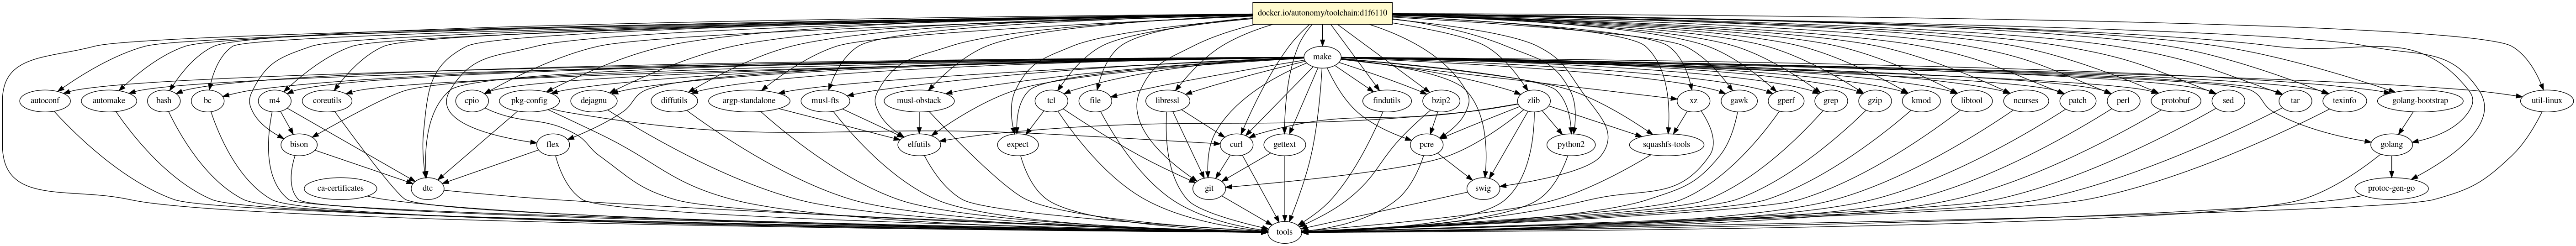 docker.io/autonomy/toolchain:d1f6110
make
autoconf
automake
bash
bc
m4
coreutils
cpio
pkg-config
dejagnu
diffutils
argp-standalone
musl-fts
musl-obstack
tcl
file
libressl
findutils
bzip2
zlib
xz
gawk
gperf
grep
gzip
kmod
libtool
ncurses
patch
perl
protobuf
sed
tar
texinfo
golang-bootstrap
util-linux
bison
flex
elfutils
expect
curl
gettext
pcre
python2
squashfs-tools
golang
ca-certificates
dtc
git
swig
protoc-gen-go
tools